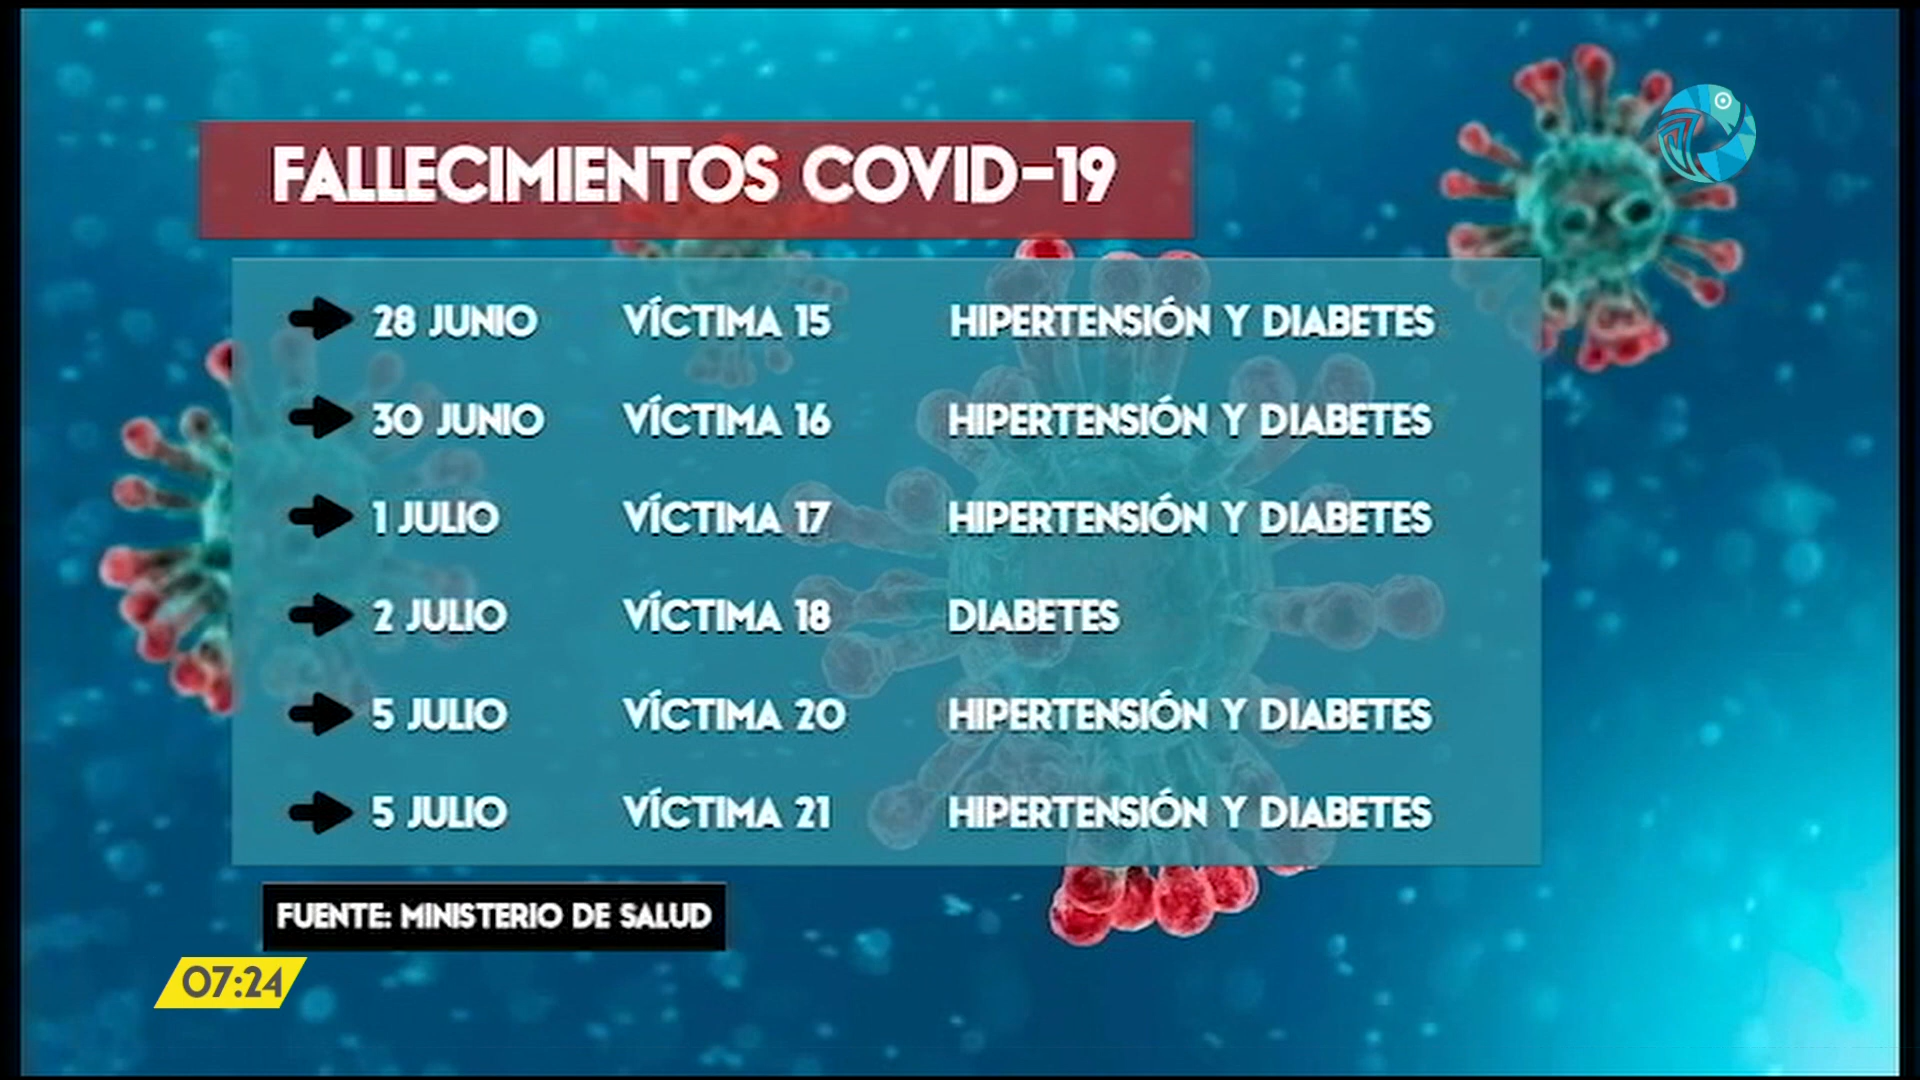 FALLECIMIENTOS COVID-19
28 JUNIO VÍCTIMA 15 HIPERTENSIÓN Y DIABETES
30 JUNIO VÍCTIMA 16 HIPERTENSIÓN Y DIABETES
1 JULIO VÍCTIMA 17 HIPERTENSIÓN Y DIABETES
2 JULIO VÍCTIMA 18 DIABETES
5 JULIO VÍCTIMA 20 HIPERTENSIÓN Y DIABETES
5 JULIO VÍCTIMA 21 HIPERTENSIÓN Y DIABETES
FUENTE: MINISTERIO DE SALUD
07:24